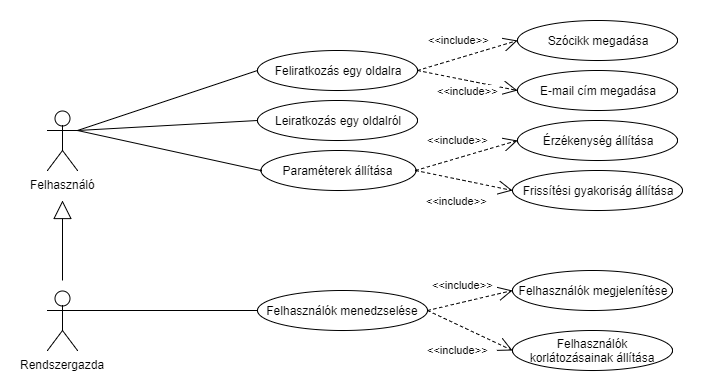 <<include>>
Szócikk megadása
Feliratkozás egy oldalra
<<include>>
E-mail cím megadása
Leiratkozás egy oldalról
<<include>>
Érzékenység állítása
Paraméterek állítása
Felhasználó
<<include>>
Frissítési gyakoriság állítása
<<include>>
Felhasználók megjelenítése
Felhasználók menedzselése
<<include>>
Felhasználók
korlátozásainak állítása
Rendszergazda